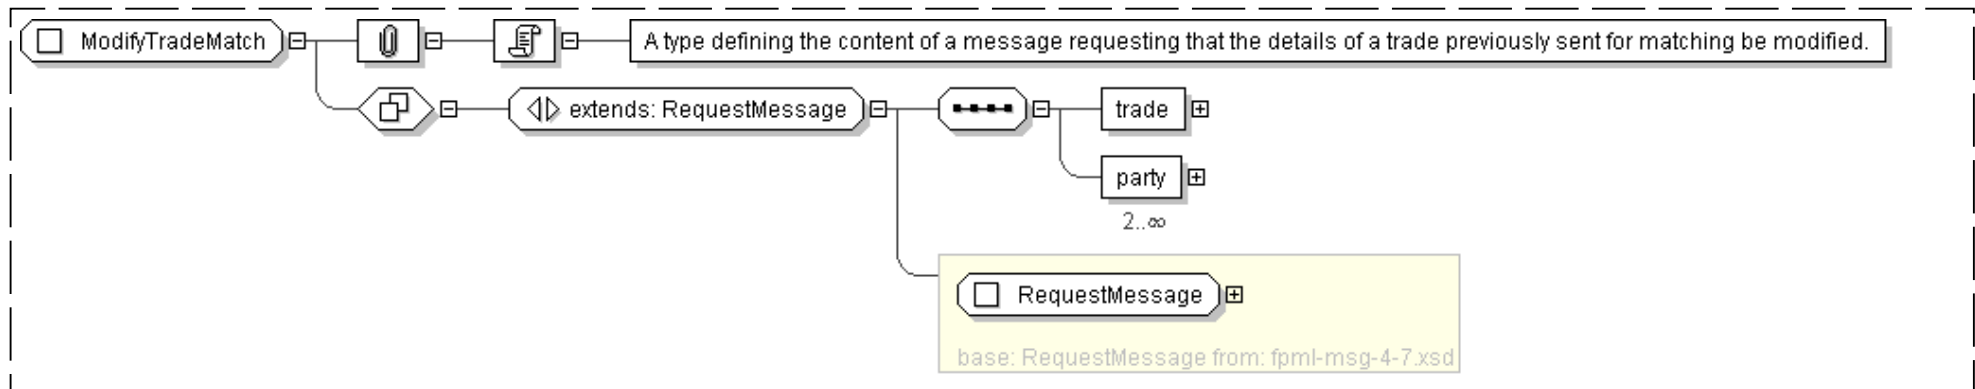 ModifyTradeMatch
A type defining the content of a message requesting that the details of a trade previously sent for matching be modified.
extends: RequestMessage
trade
party
2..∞
RequestMessage
base: RequestMessage from: fpml-msg-4-7.xsd